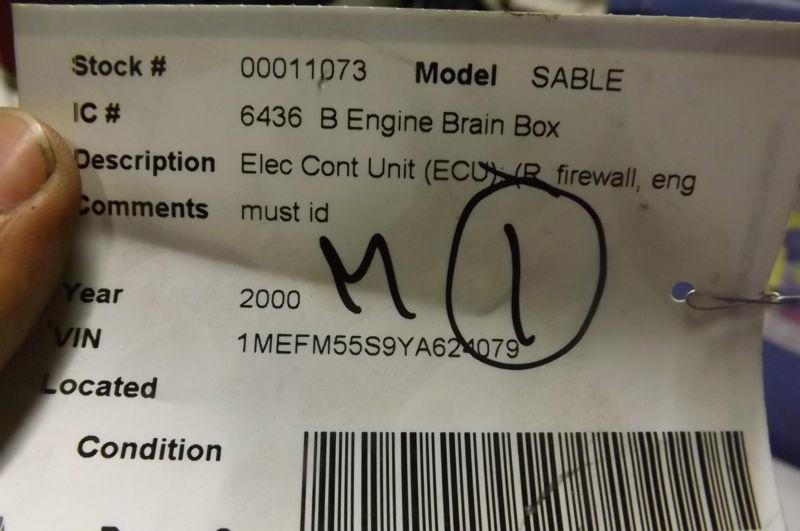 Stock # 00011073 Model SABLE
IC # 6436 B Engine Brain Box
Description Elec Cont Unit (ECU); (R. firewall, eng
Comments must id
M 1
Year 2000
VIN 1MEFM55S9YA624079
Located
Condition